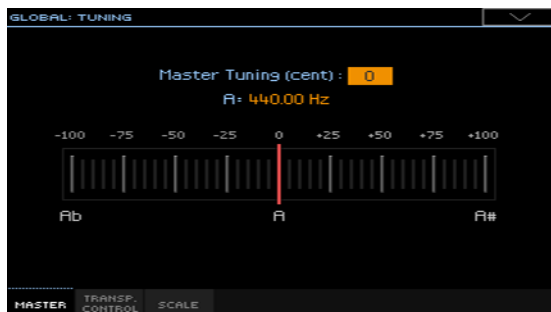 GLOBAL: TUNING
Master Tuning (cent) : 0
A: 440.00 Hz
-100 -75 -50 -25 0 +25 +50 +75 +100
Ab A A#
MASTER TRANSP. CONTROL SCALE